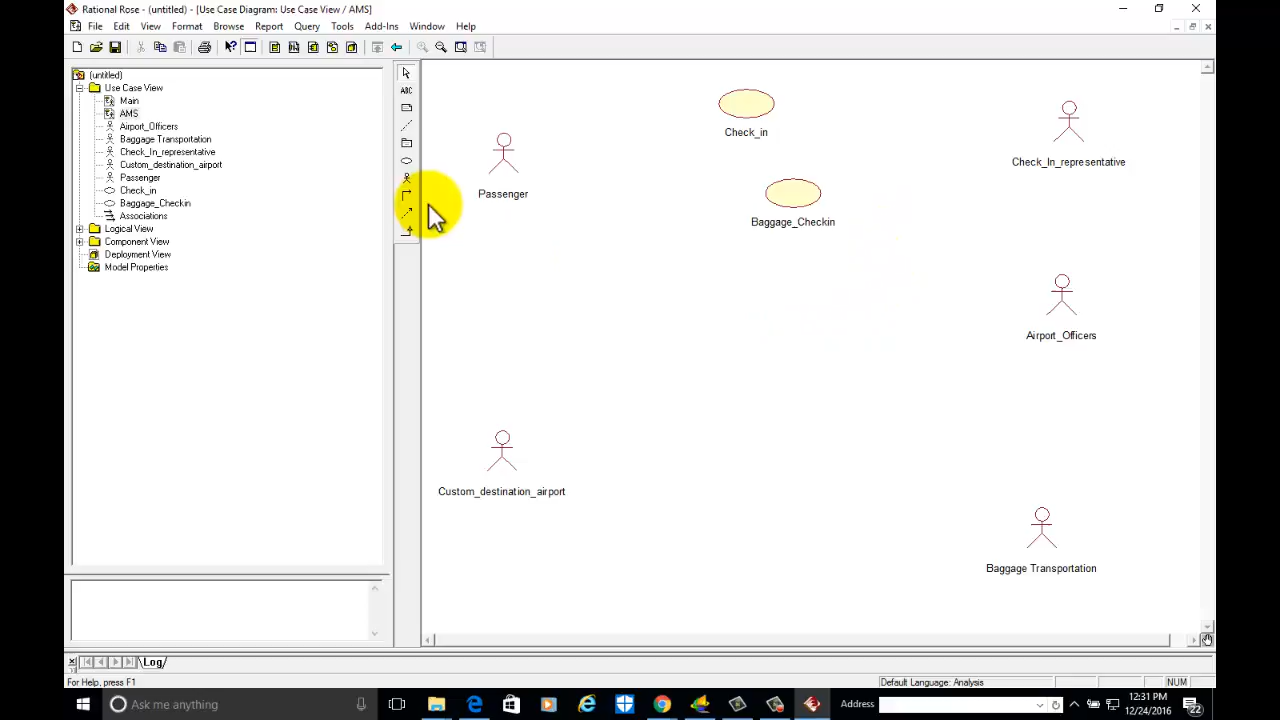 Rational Rose - (untitled) - [Use Case Diagram: Use Case View / AMS]
File Edit View Format Browse Report Query Tools Add-Ins Window Help
(untitled)
Use Case View
Main
AMS
Airport_Officers
Baggage Transportation
Check_In_representative
Custom_destination_airport
Passenger
Check_in
Baggage_Checkin
Associations
Logical View
Component View
Deployment View
Model Properties
ABC
Check_in
Check_In_representative
Passenger
Baggage_Checkin
Airport_Officers
Custom_destination_airport
Baggage Transportation
Log
For Help, press F1
Default Language: Analysis
NUM
Ask me anything
Address
12:31 PM
12/24/2016
22